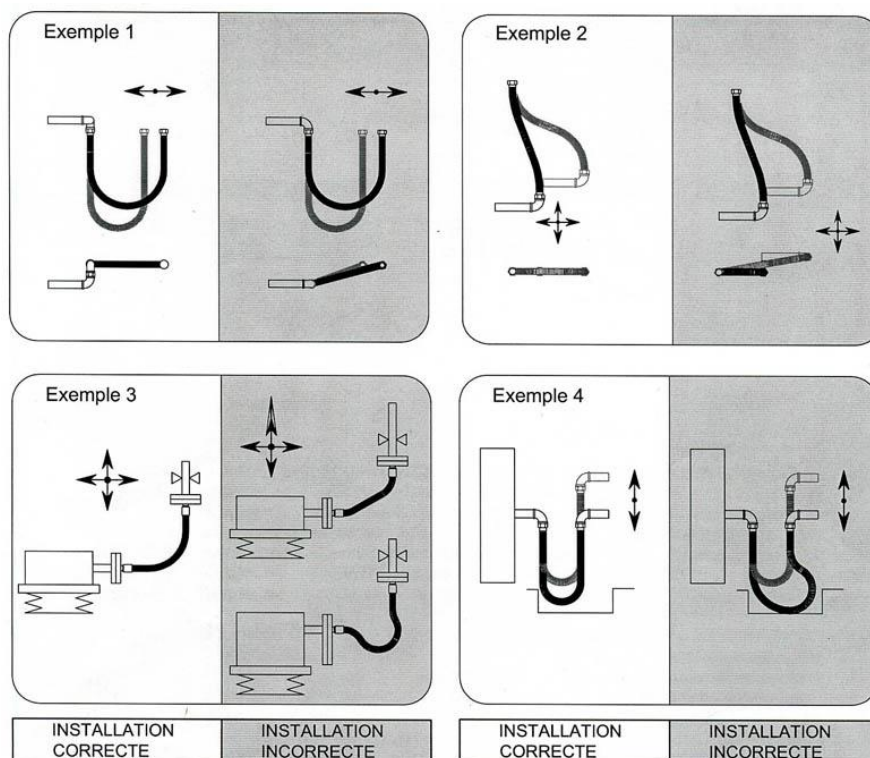 Exemple 1
Exemple 2
Exemple 3
Exemple 4
INSTALLATION
CORRECTE
INSTALLATION
INCORRECTE
INSTALLATION
CORRECTE
INSTALLATION
INCORRECTE